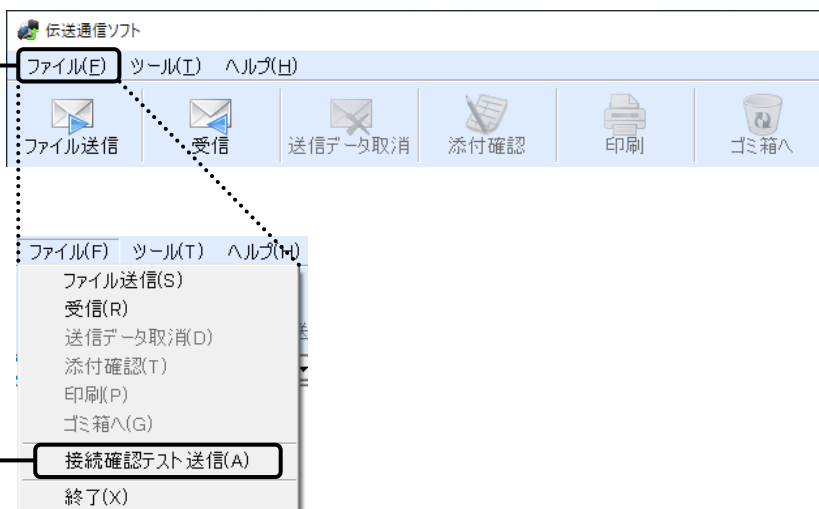 伝送通信ソフト
ファイル(F) ツール(T) ヘルプ(H)
ファイル送信 受信 送信データ取消 添付確認 印刷 ゴミ箱へ
ファイル(F) ツール(T) ヘルプ(H)
ファイル送信(S)
受信(R)
送信データ取消(D)
添付確認(T)
印刷(P)
ゴミ箱へ(G)
接続確認テスト送信(A)
終了(X)